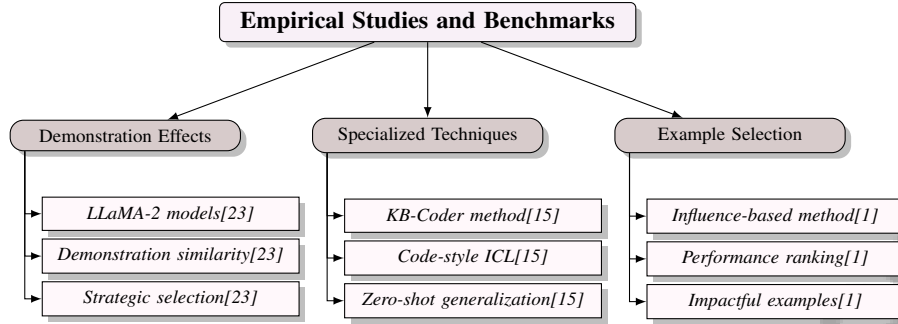 Empirical Studies and Benchmarks
Demonstration Effects
LLaMA-2 models[23]
Demonstration similarity[23]
Strategic selection[23]
Specialized Techniques
KB-Coder method[15]
Code-style ICL[15]
Zero-shot generalization[15]
Example Selection
Influence-based method[1]
Performance ranking[1]
Impactful examples[1]